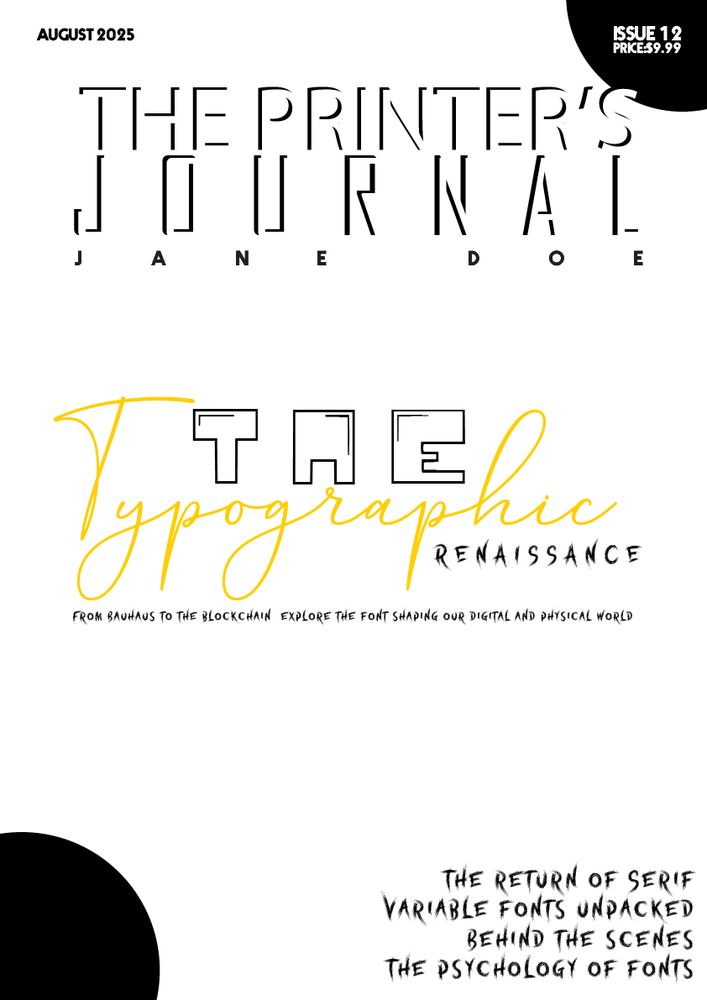 AUGUST 2025
ISSUE 12
PRICE:$9.99
THE PRINTER'S
JOURNAL
JANE DOE
THE
Typographic
RENAISSANCE
FROM BAUHAUS TO THE BLOCKCHAIN EXPLORE THE FONT SHAPING OUR DIGITAL AND PHYSICAL WORLD
THE RETURN OF SERIF
VARIABLE FONTS UNPACKED
BEHIND THE SCENES
THE PSYCHOLOGY OF FONTS